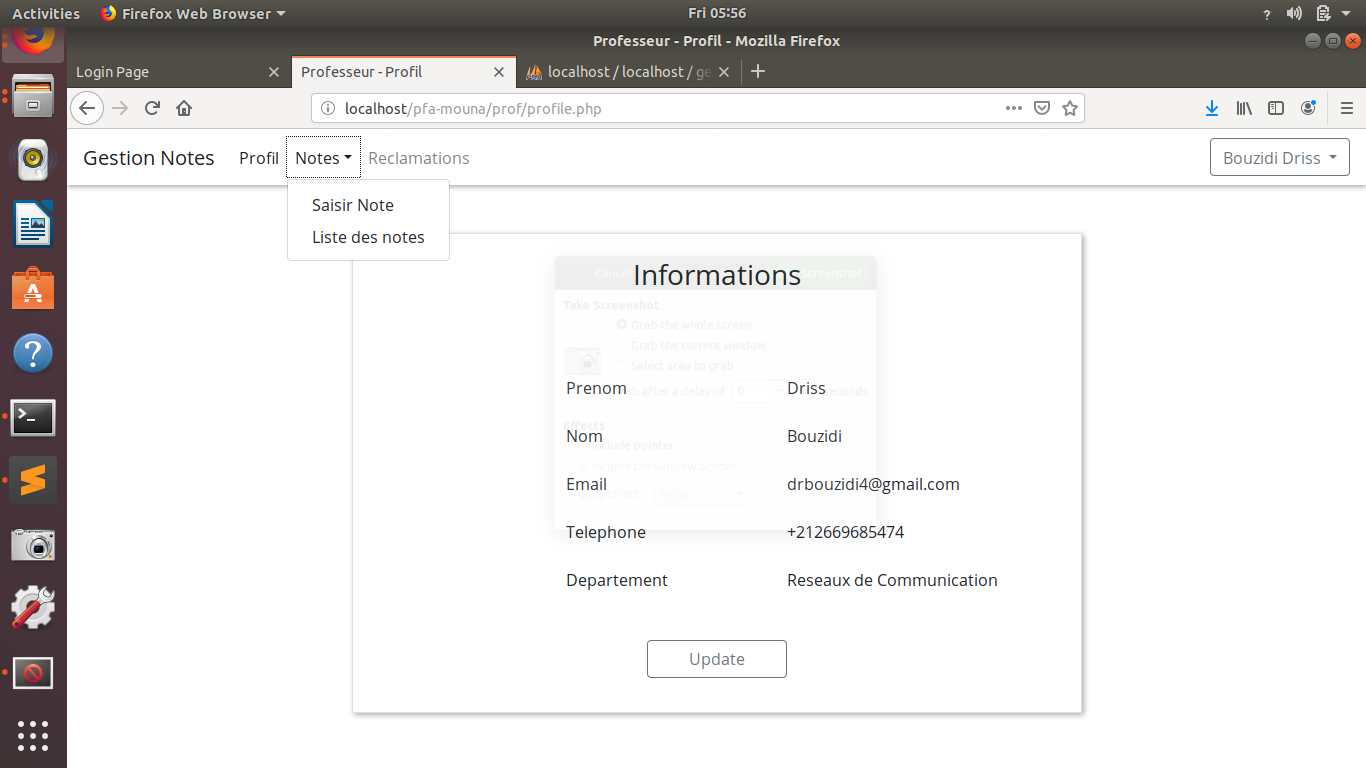 Activities Firefox Web Browser Fri 05:56
Professeur - Profil - Mozilla Firefox
Login Page Professeur - Profil localhost / localhost / ge
localhost/pfa-mouna/prof/profile.php
Gestion Notes Profil Notes Reclamations Bouzidi Driss
Saisir Note
Liste des notes
Informations
Screenshot
Take Screenshot
Grab the whole screen
Grab the current window
Select area to grab
Prenom Driss
after a delay of 0 seconds
Effects
Nom Bouzidi
Include pointer
Include the window border
Email drbouzidi4@gmail.com
effect: None
Telephone +212669685474
Departement Reseaux de Communication
Update